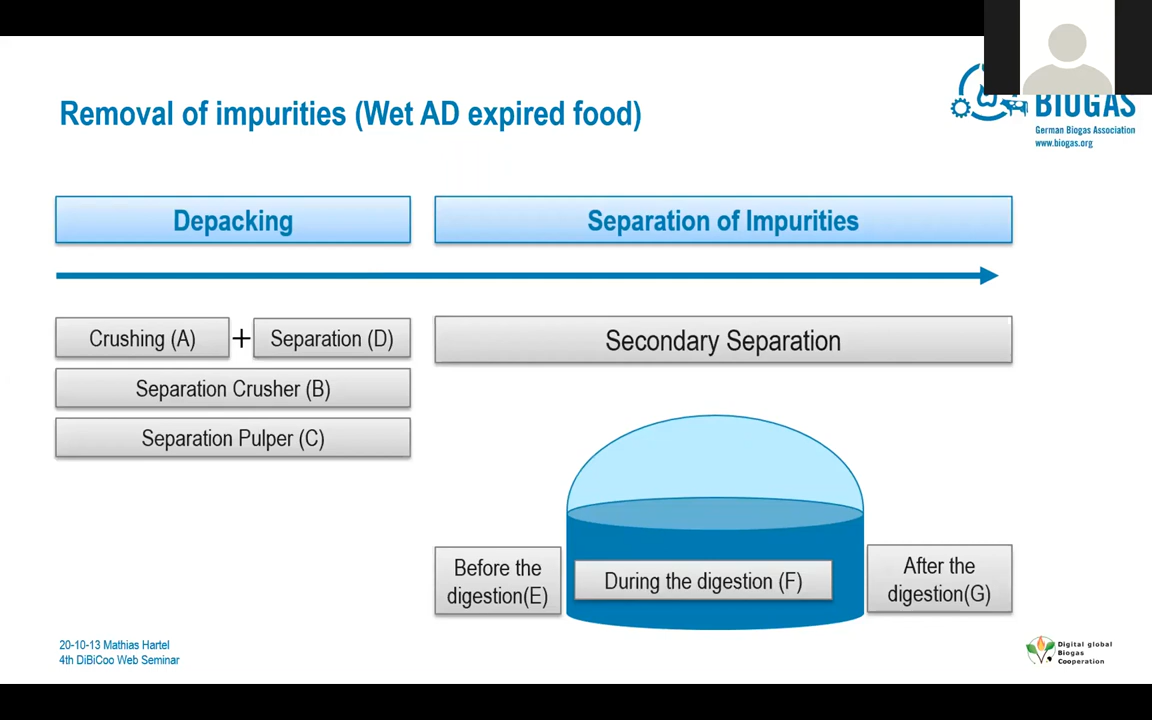 Removal of impurities (Wet AD expired food)
BIOGAS
German Biogas Association
www.biogas.org
Depacking
Separation of Impurities
Crushing (A) + Separation (D)
Secondary Separation
Separation Crusher (B)
Separation Pulper (C)
Before the
digestion(E)
During the digestion (F)
After the
digestion(G)
20-10-13 Mathias Hartel
4th DiBiCoo Web Seminar
Digital global
Biogas
Cooperation